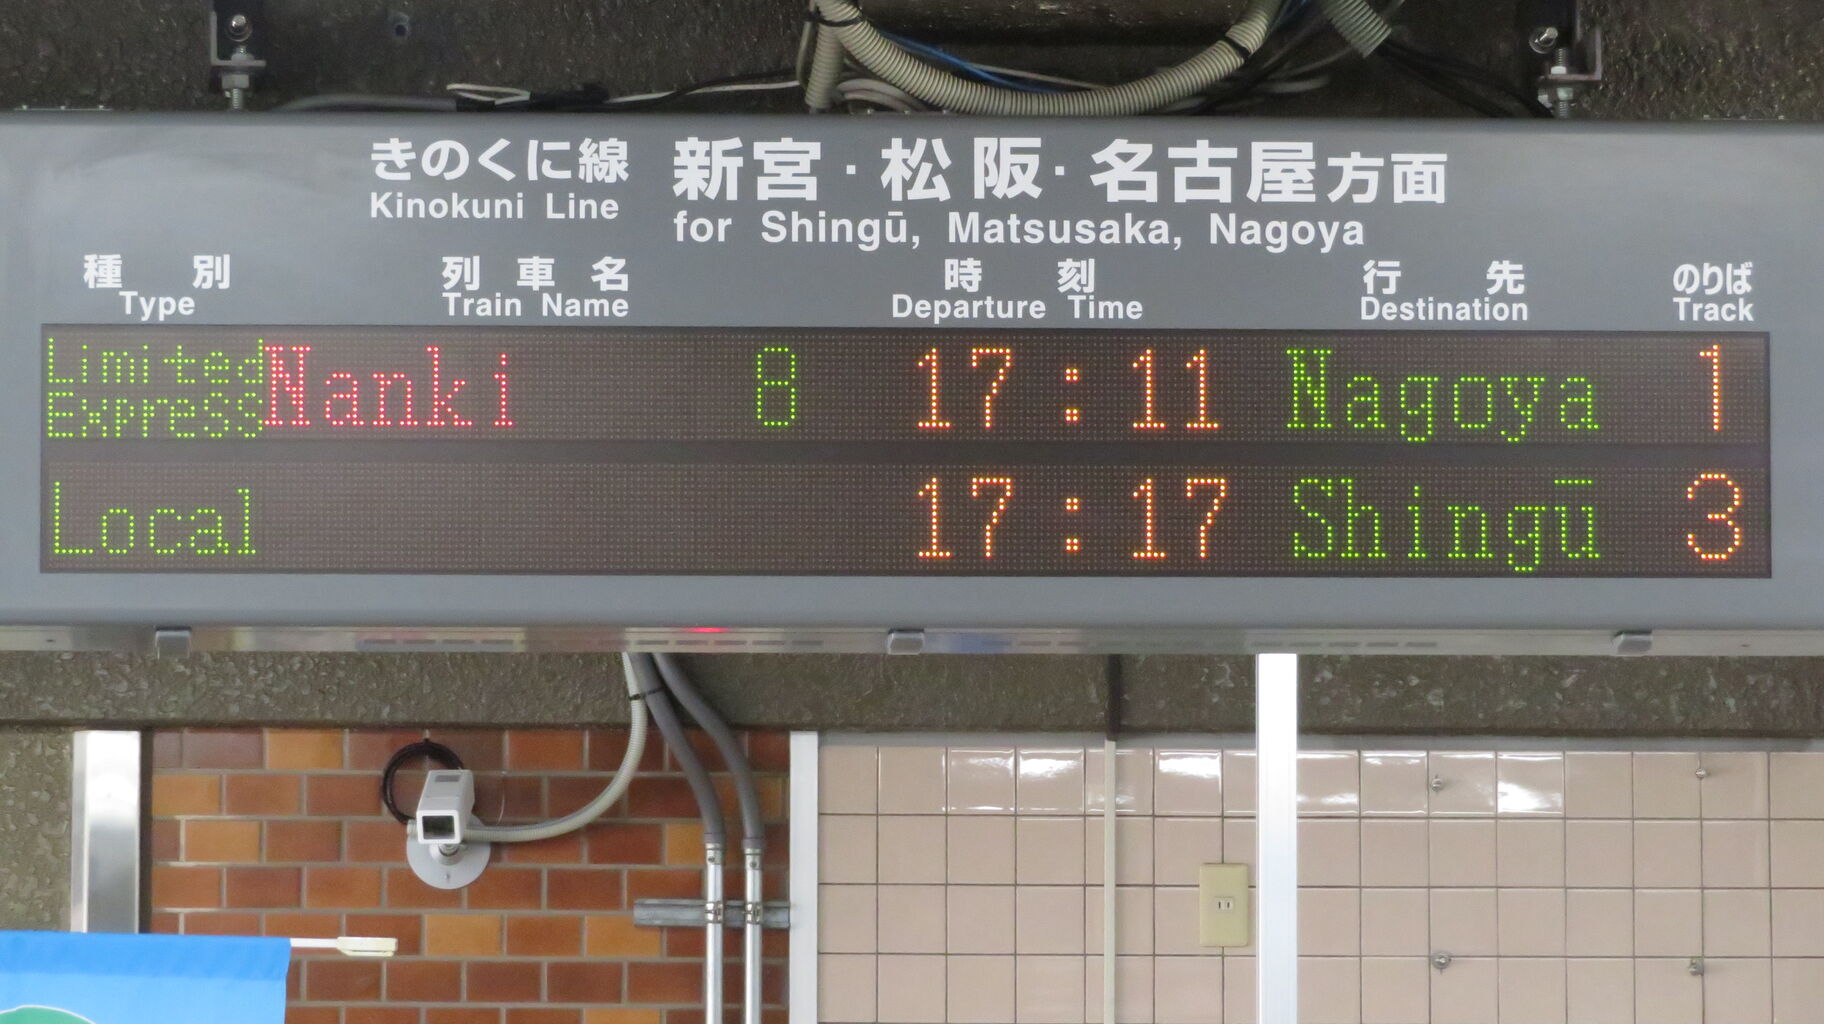 きのくに線 新宮・松阪・名古屋方面
Kinokuni Line for Shingū, Matsusaka, Nagoya
種別 列車名 時刻 行先 のりば
Type Train Name Departure Time Destination Track
Limited Express Nanki 8 17:11 Nagoya 1
Local 17:17 Shingū 3